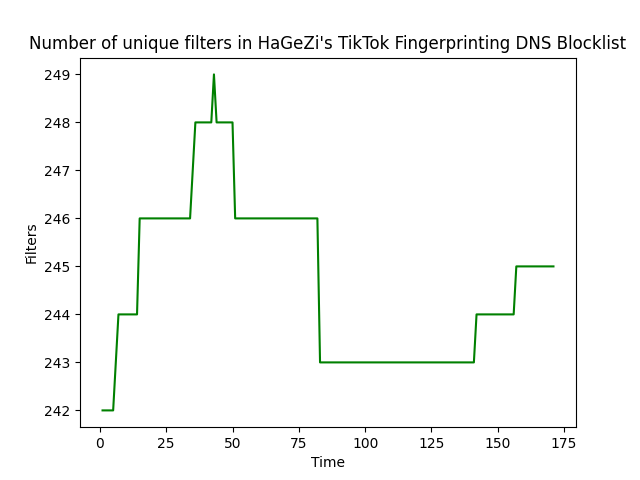 Number of unique filters in HaGeZi's TikTok Fingerprinting DNS Blocklist
249
248
247
246
245
244
243
242
Filters
0 25 50 75 100 125 150 175
Time